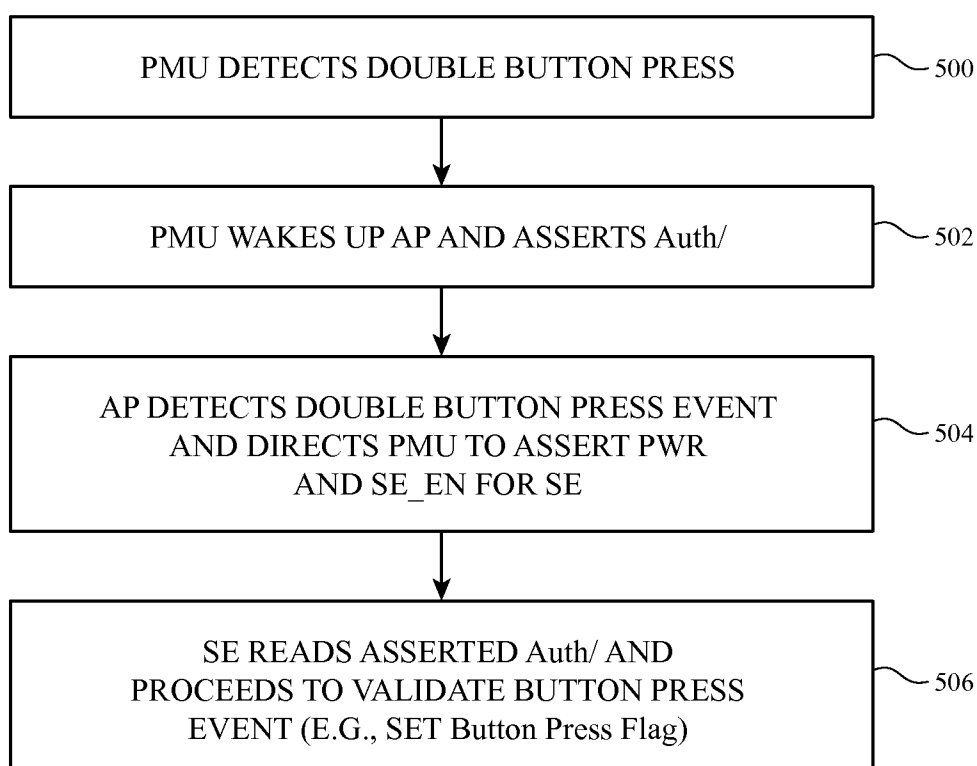 PMU DETECTS DOUBLE BUTTON PRESS
500
PMU WAKES UP AP AND ASSERTS Auth/
502
AP DETECTS DOUBLE BUTTON PRESS EVENT
AND DIRECTS PMU TO ASSERT PWR
AND SE_EN FOR SE
504
SE READS ASSERTED Auth/ AND
PROCEEDS TO VALIDATE BUTTON PRESS
EVENT (E.G., SET Button Press Flag)
506